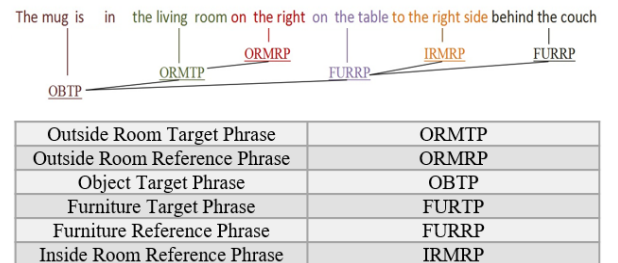 The mug is in the living room on the right on the table to the right side behind the couch
ORMRP IRMRP FURRP
ORMTP FURRP
OBTP
Outside Room Target Phrase ORMTP
Outside Room Reference Phrase ORMRP
Object Target Phrase OBTP
Furniture Target Phrase FURTP
Furniture Reference Phrase FURRP
Inside Room Reference Phrase IRMRP